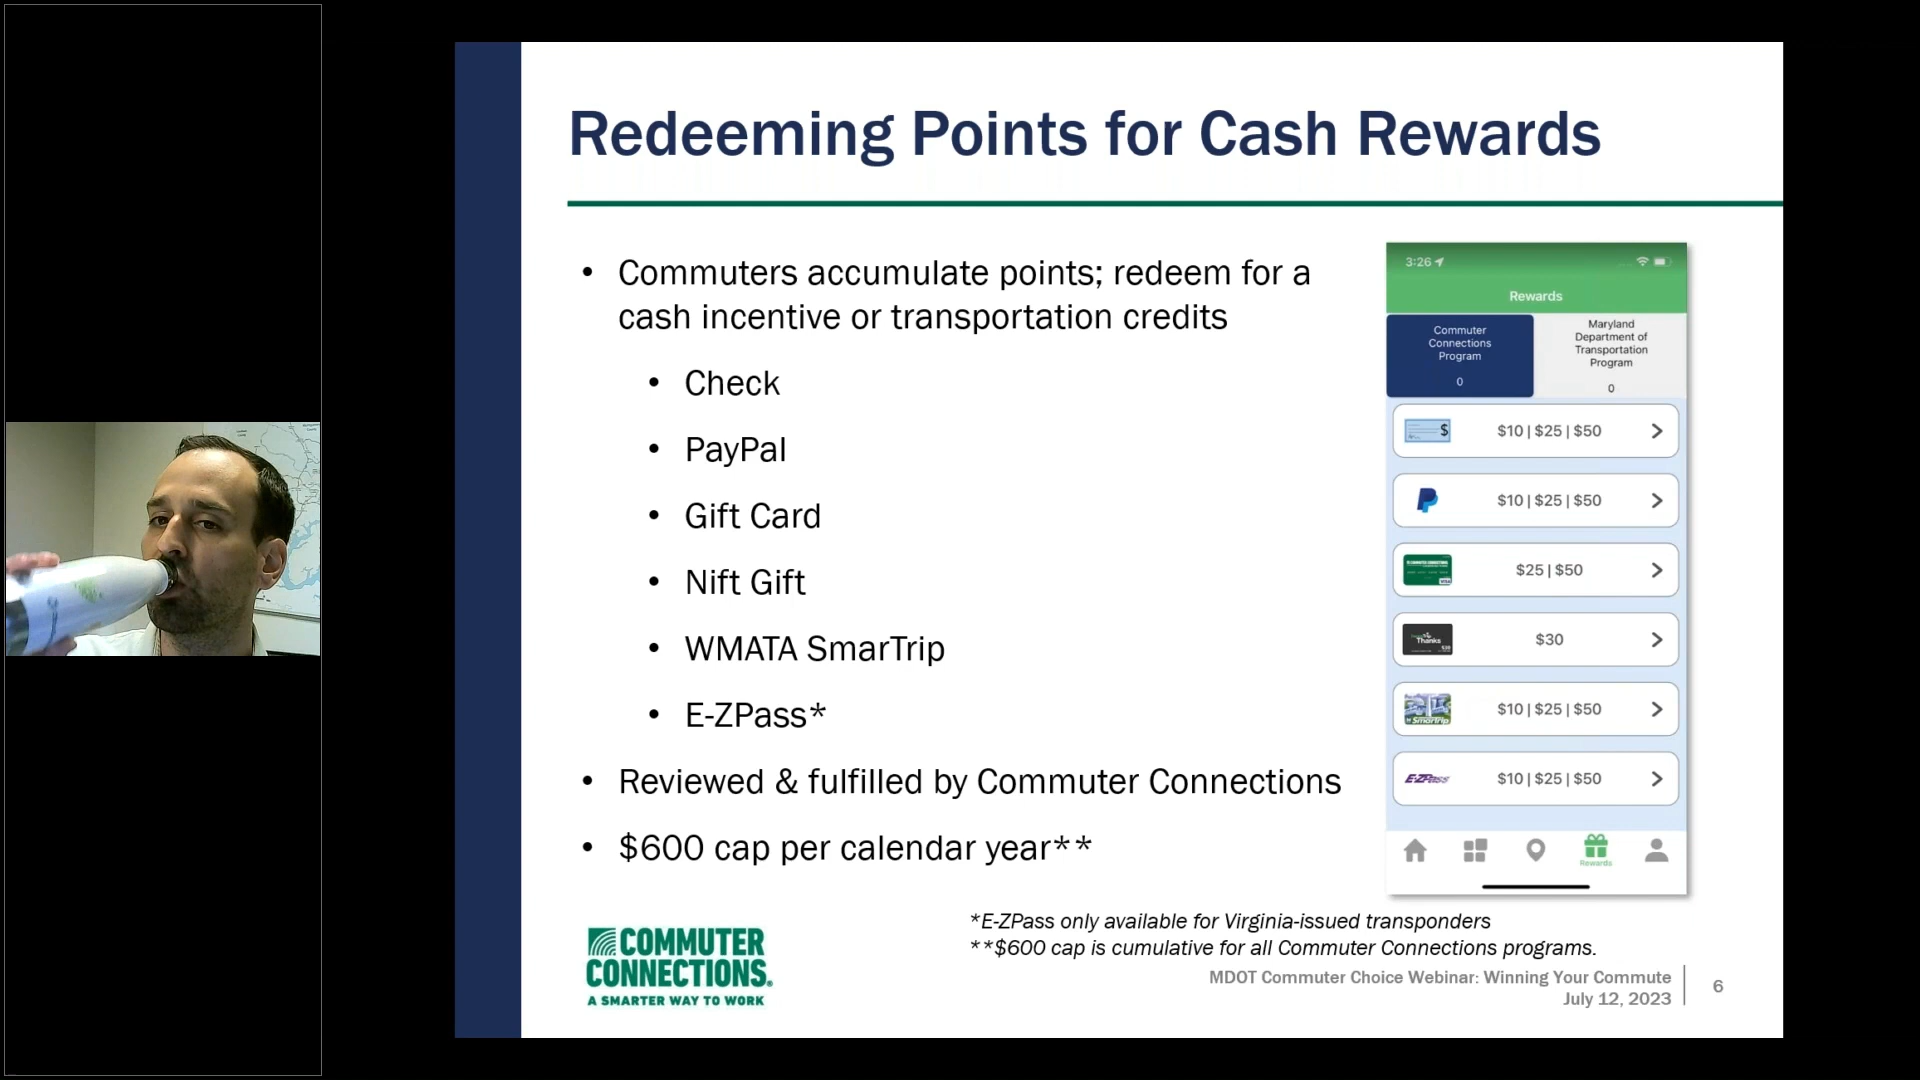 Redeeming Points for Cash Rewards
• Commuters accumulate points; redeem for a
cash incentive or transportation credits
• Check
• PayPal
• Gift Card
• Nift Gift
• WMATA SmarTrip
• E-ZPass*
• Reviewed & fulfilled by Commuter Connections
• $600 cap per calendar year**
3:26
Rewards
Commuter
Connections
Program
0
Maryland
Department of
Transportation
Program
0
$
$10 | $25 | $50
$10 | $25 | $50
$25 | $50
Thanks
$30
SmarTrip
$10 | $25 | $50
E-ZPass
$10 | $25 | $50
Rewards
*E-ZPass only available for Virginia-issued transponders
**$600 cap is cumulative for all Commuter Connections programs.
COMMUTER
CONNECTIONS®
A SMARTER WAY TO WORK
MDOT Commuter Choice Webinar: Winning Your Commute
July 12, 2023
6